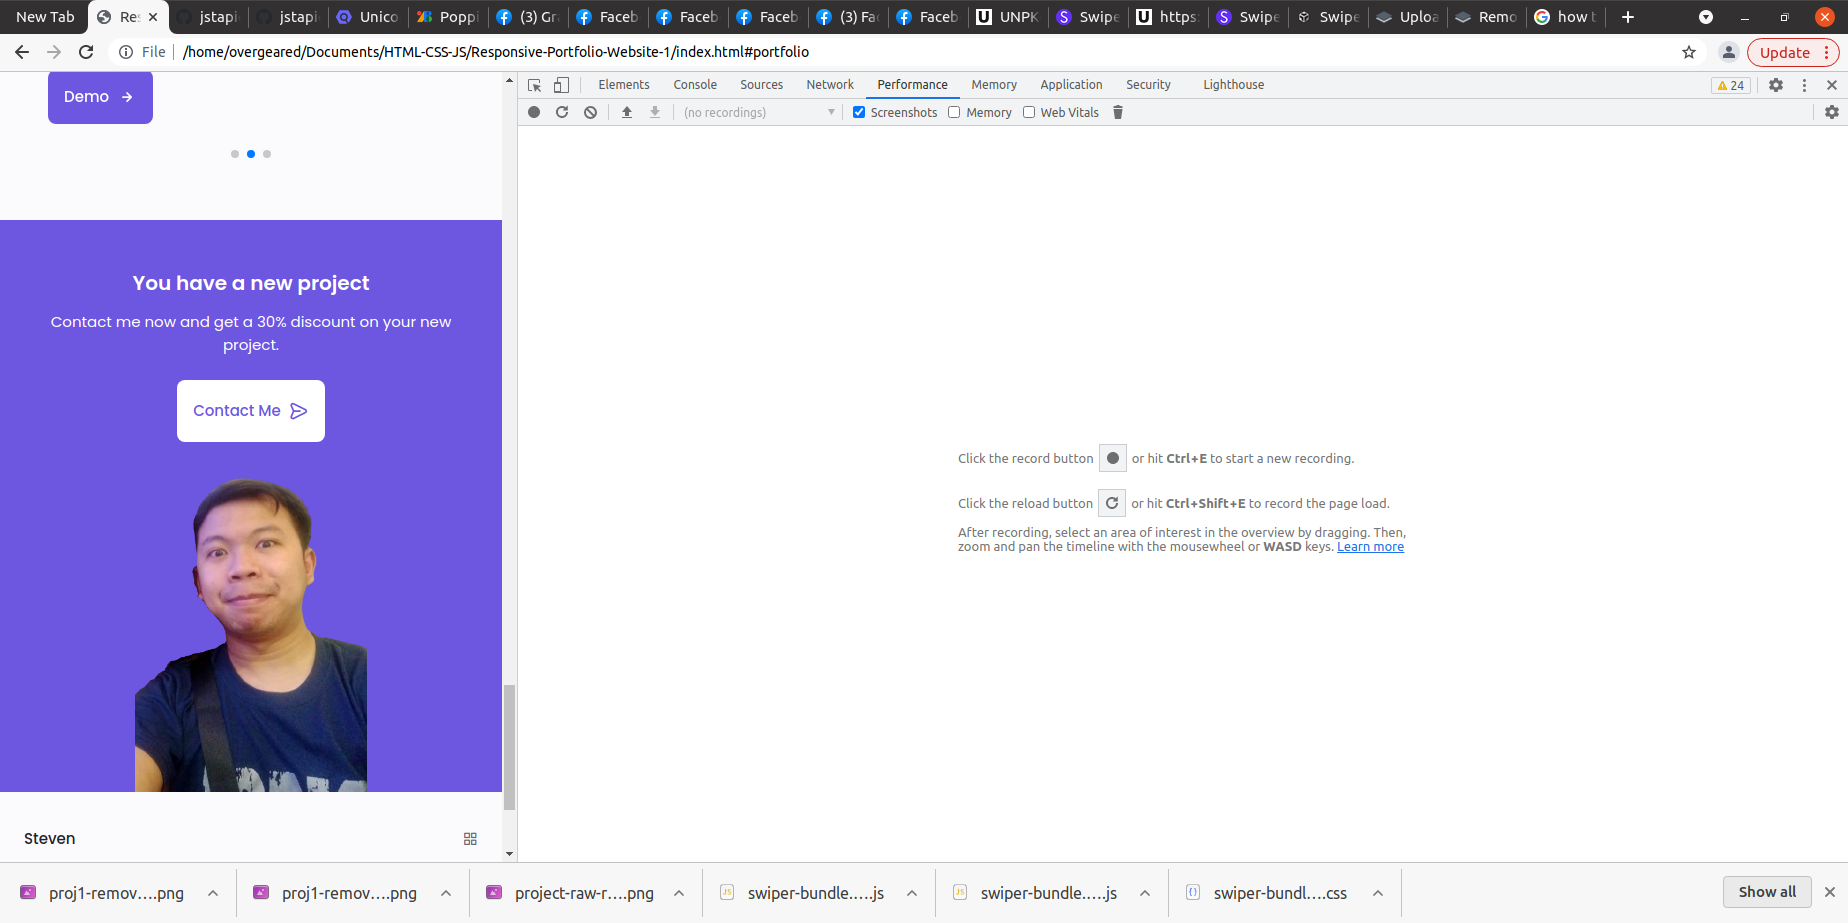 New Tab
Res
jstapi
jstapi
Unico
Poppi
(3) Gr
Faceb
Faceb
Faceb
(3) Fac
Faceb
UNPK
Swipe
https:
Swipe
Swipe
Uploa
Remo
how t
File
/home/overgeared/Documents/HTML-CSS-JS/Responsive-Portfolio-Website-1/index.html#portfolio
Update
Demo
You have a new project
Contact me now and get a 30% discount on your new
project.
Contact Me
Steven
Elements Console Sources Network Performance Memory Application Security Lighthouse
24
(no recordings)
Screenshots Memory Web Vitals
Click the record button or hit Ctrl+E to start a new recording.
Click the reload button or hit Ctrl+Shift+E to record the page load.
After recording, select an area of interest in the overview by dragging. Then,
zoom and pan the timeline with the mousewheel or WASD keys. Learn more
proj1-remov....png
proj1-remov....png
project-raw-r....png
swiper-bundle.....js
swiper-bundle.....js
swiper-bundl....css
Show all